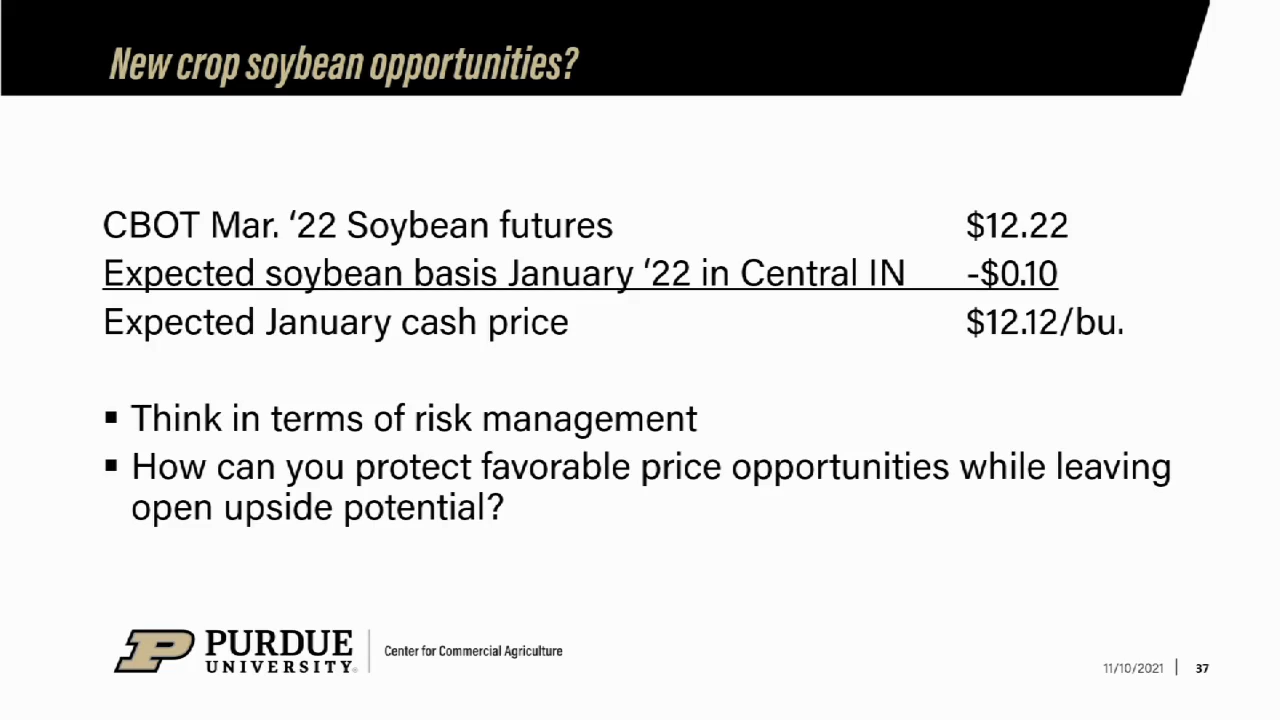 New crop soybean opportunities?
CBOT Mar. ‘22 Soybean futures $12.22
Expected soybean basis January ‘22 in Central IN -$0.10
Expected January cash price $12.12/bu.
▪ Think in terms of risk management
▪ How can you protect favorable price opportunities while leaving
open upside potential?
PURDUE
UNIVERSITY®
Center for Commercial Agriculture
11/10/2021 | 37